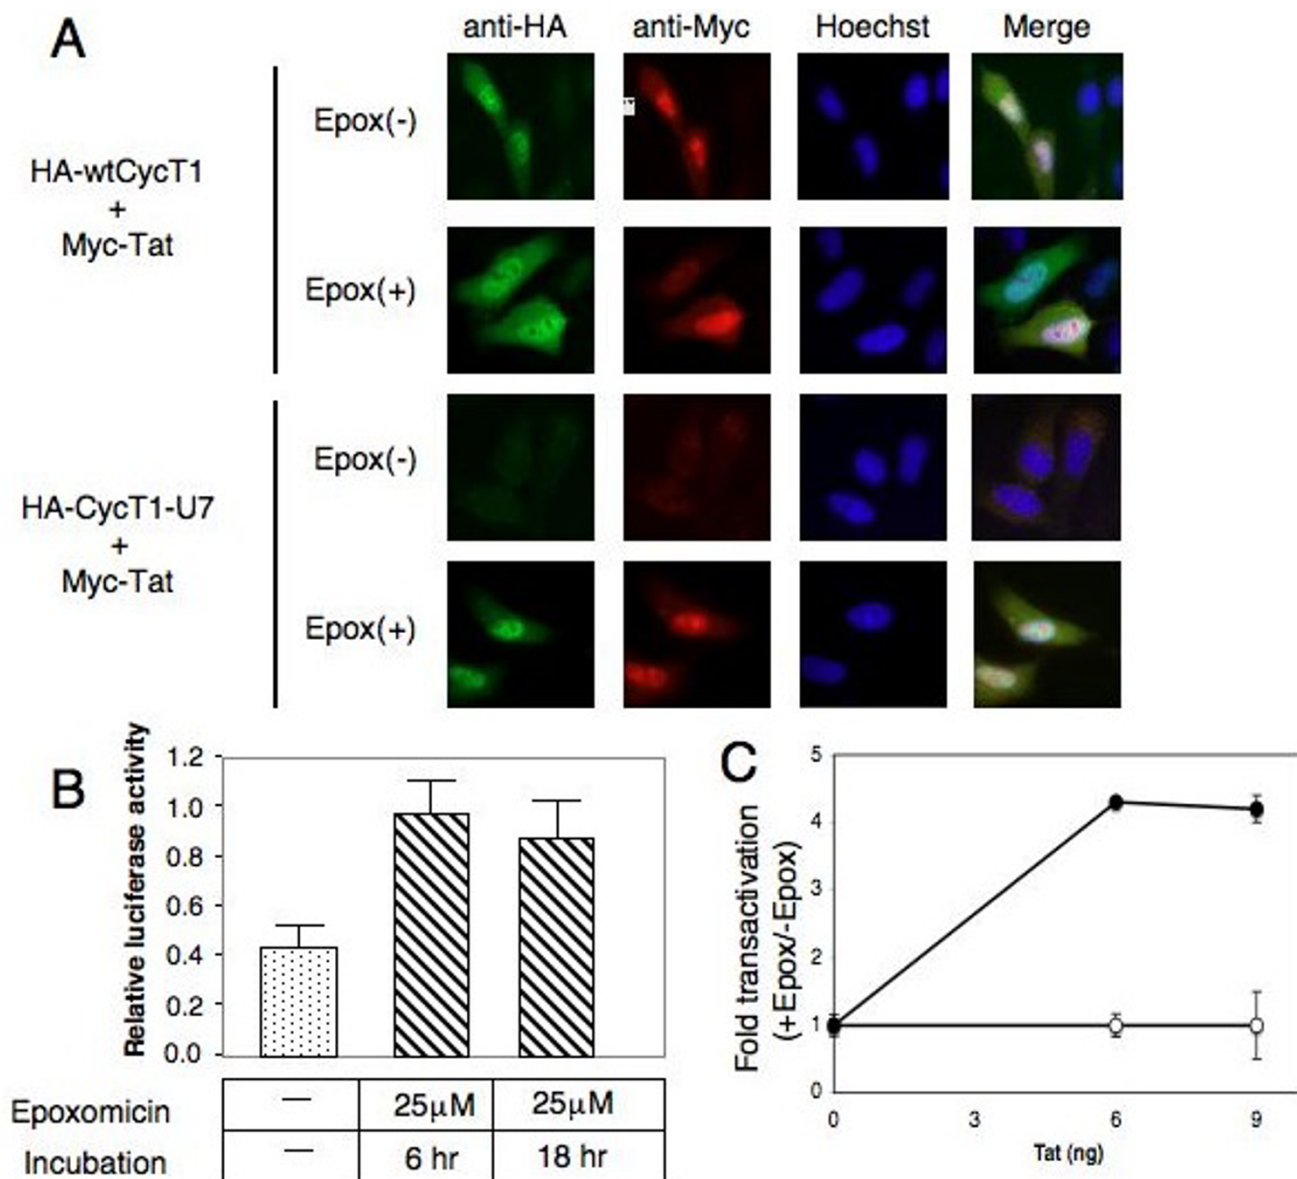 A
anti-HA anti-Myc Hoechst Merge
HA-wtCycT1
+
Myc-Tat
Epox(-)
Epox(+)
HA-CycT1-U7
+
Myc-Tat
Epox(-)
Epox(+)
B
Relative luciferase activity
1.2
1.0
0.8
0.6
0.4
0.2
0.0
Epoxomicin — 25µM 25µM
Incubation — 6 hr 18 hr
C
Fold transactivation
(+Epox/-Epox)
5
4
3
2
1
0
0 3 6 9
Tat (ng)